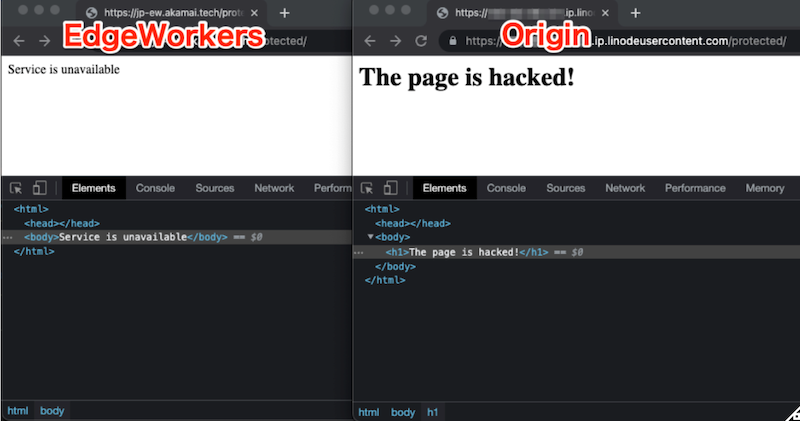 https://jp-ew.akamai.tech/prote
EdgeWorkers
https://
rotected/
Service is unavailable
Elements
Console
Sources
Network
Perform
<html>
<head></head>
<body>Service is unavailable</body> == $0
</html>
html
body
https://
.ip.lino
Origin
https://
.ip.linodeusercontent.com/protected/
The page is hacked!
Elements
Console
Sources
Network
Performance
Memory
<html>
<head></head>
<body>
<h1>The page is hacked!</h1> == $0
</body>
</html>
html
body
h1